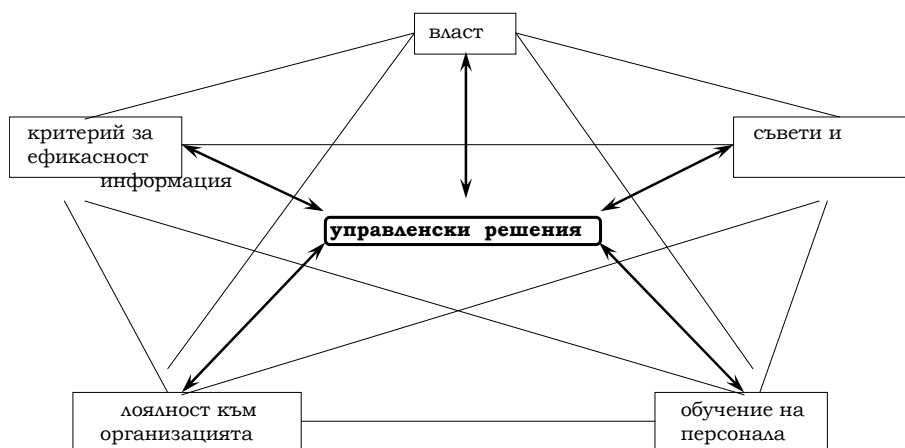 власт
критерий за
ефикасност
информация
съвети и
управленски решения
лоялност към
организацията
обучение на
персонала